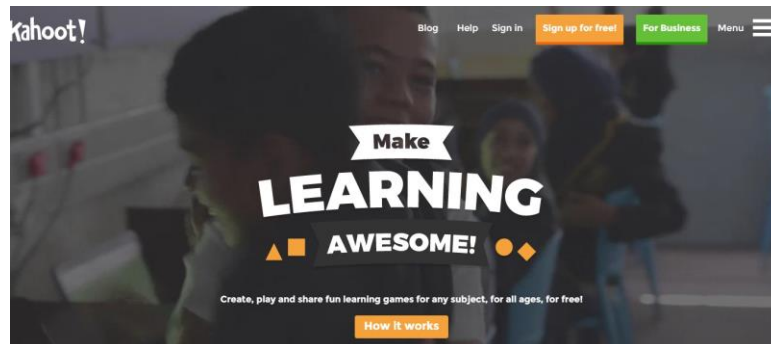 Kahoot!
Blog Help Sign in Sign up for free! For Business Menu
Make
LEARNING
AWESOME!
Create, play and share fun learning games for any subject, for all ages, for free!
How it works